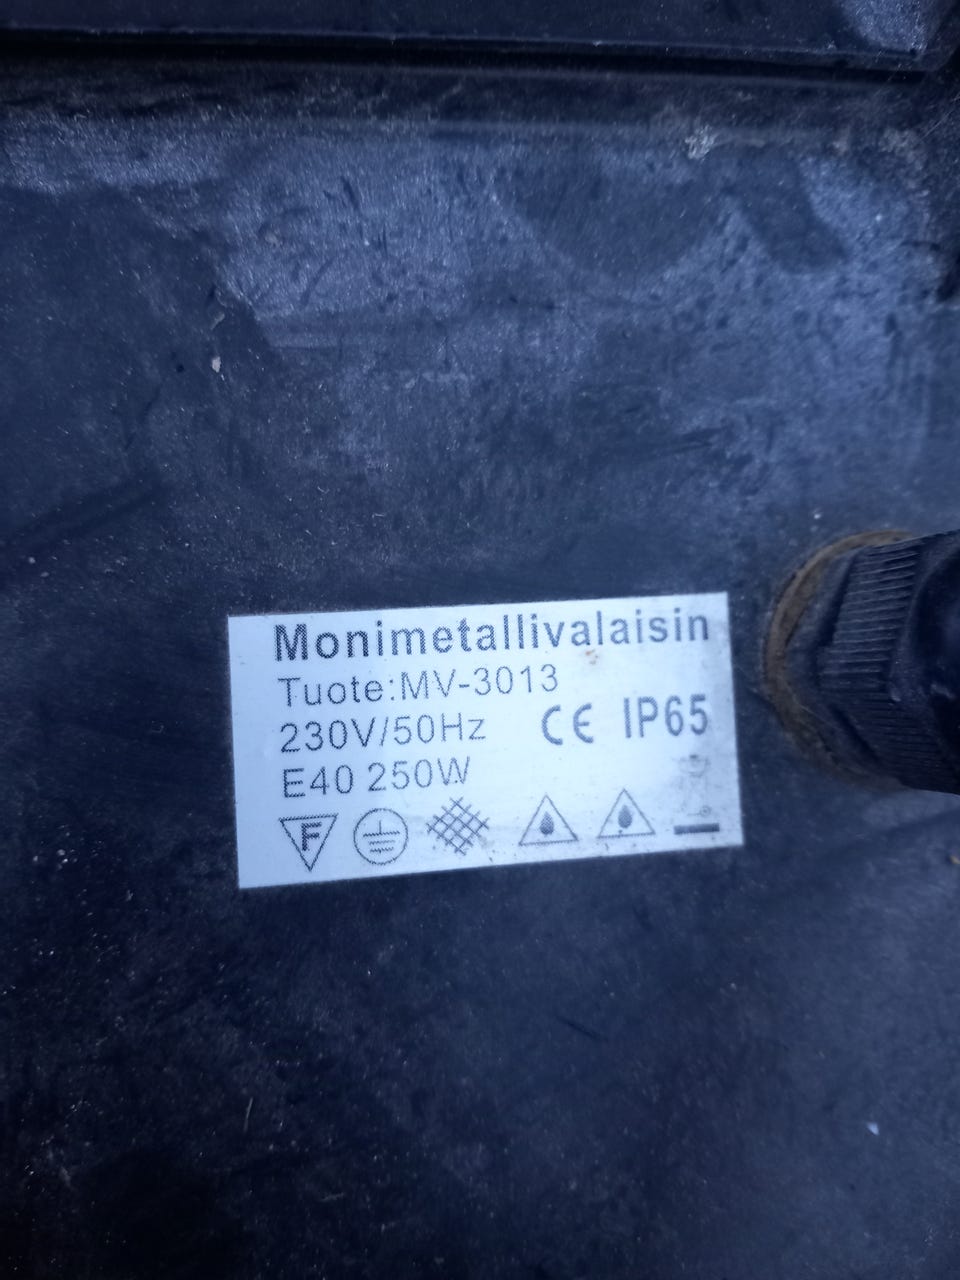 Monimetallivalaisin
Tuote:MV-3013
230V/50Hz CE IP65
E40 250W
F